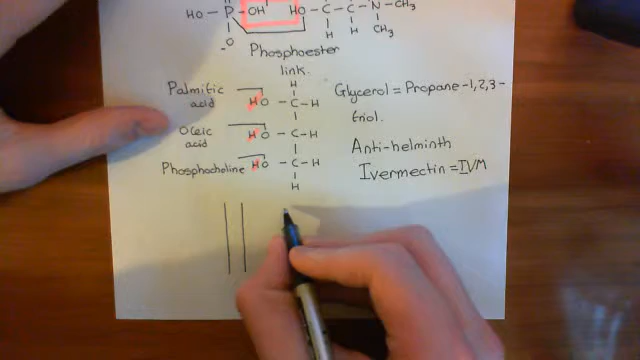 HO - P - OH HO - C - C - N - CH3
O H H CH3
Phosphoester
link.
H
Palmitic HO - C - H
acid
Oleic HO - C - H
acid
Phosphocholine HO - C - H
H
Glycerol = Propane-1,2,3-
triol.
Anti-helminth
Ivermectin = IVM